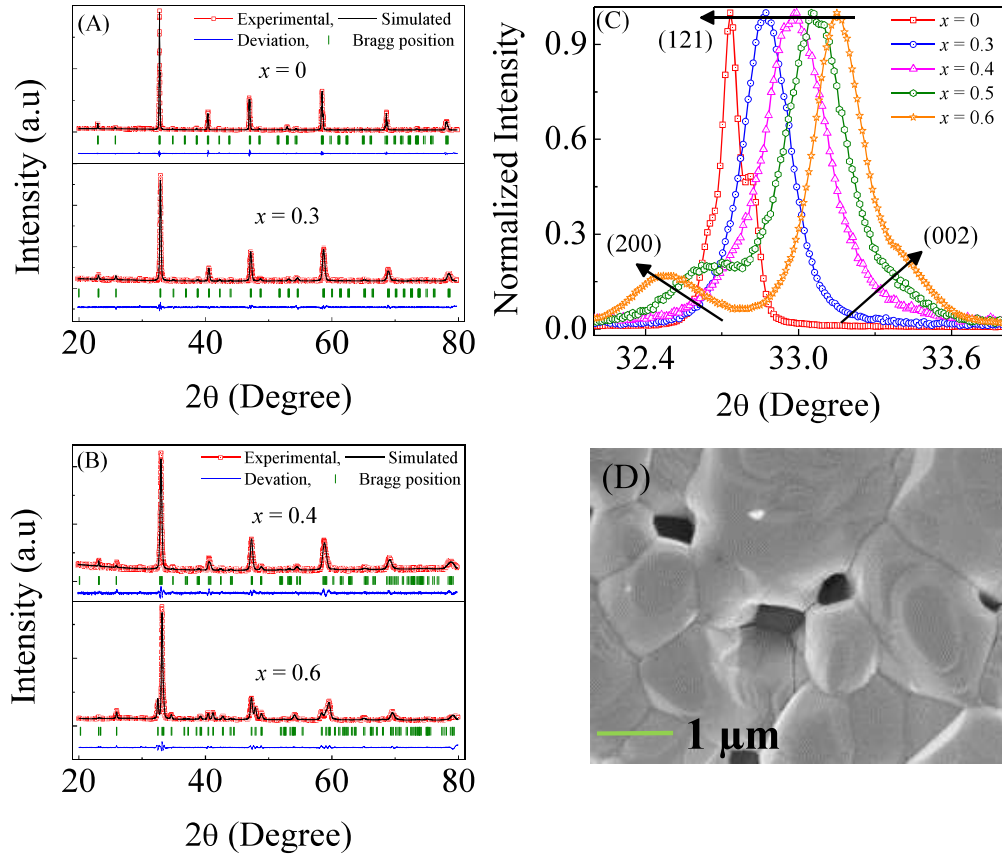 (A)
Experimental, Simulated
Deviation, Bragg position
x = 0
x = 0.3
Intensity (a.u)
20 40 60 80
2θ (Degree)
(C)
(121)
x = 0
x = 0.3
x = 0.4
x = 0.5
x = 0.6
(200)
(002)
Normalized Intensity
0.9
0.6
0.3
0.0
32.4 33.0 33.6
2θ (Degree)
(B)
Experimental, Simulated
Devation, Bragg position
x = 0.4
x = 0.6
Intensity (a.u)
20 40 60 80
2θ (Degree)
(D)
1 μm